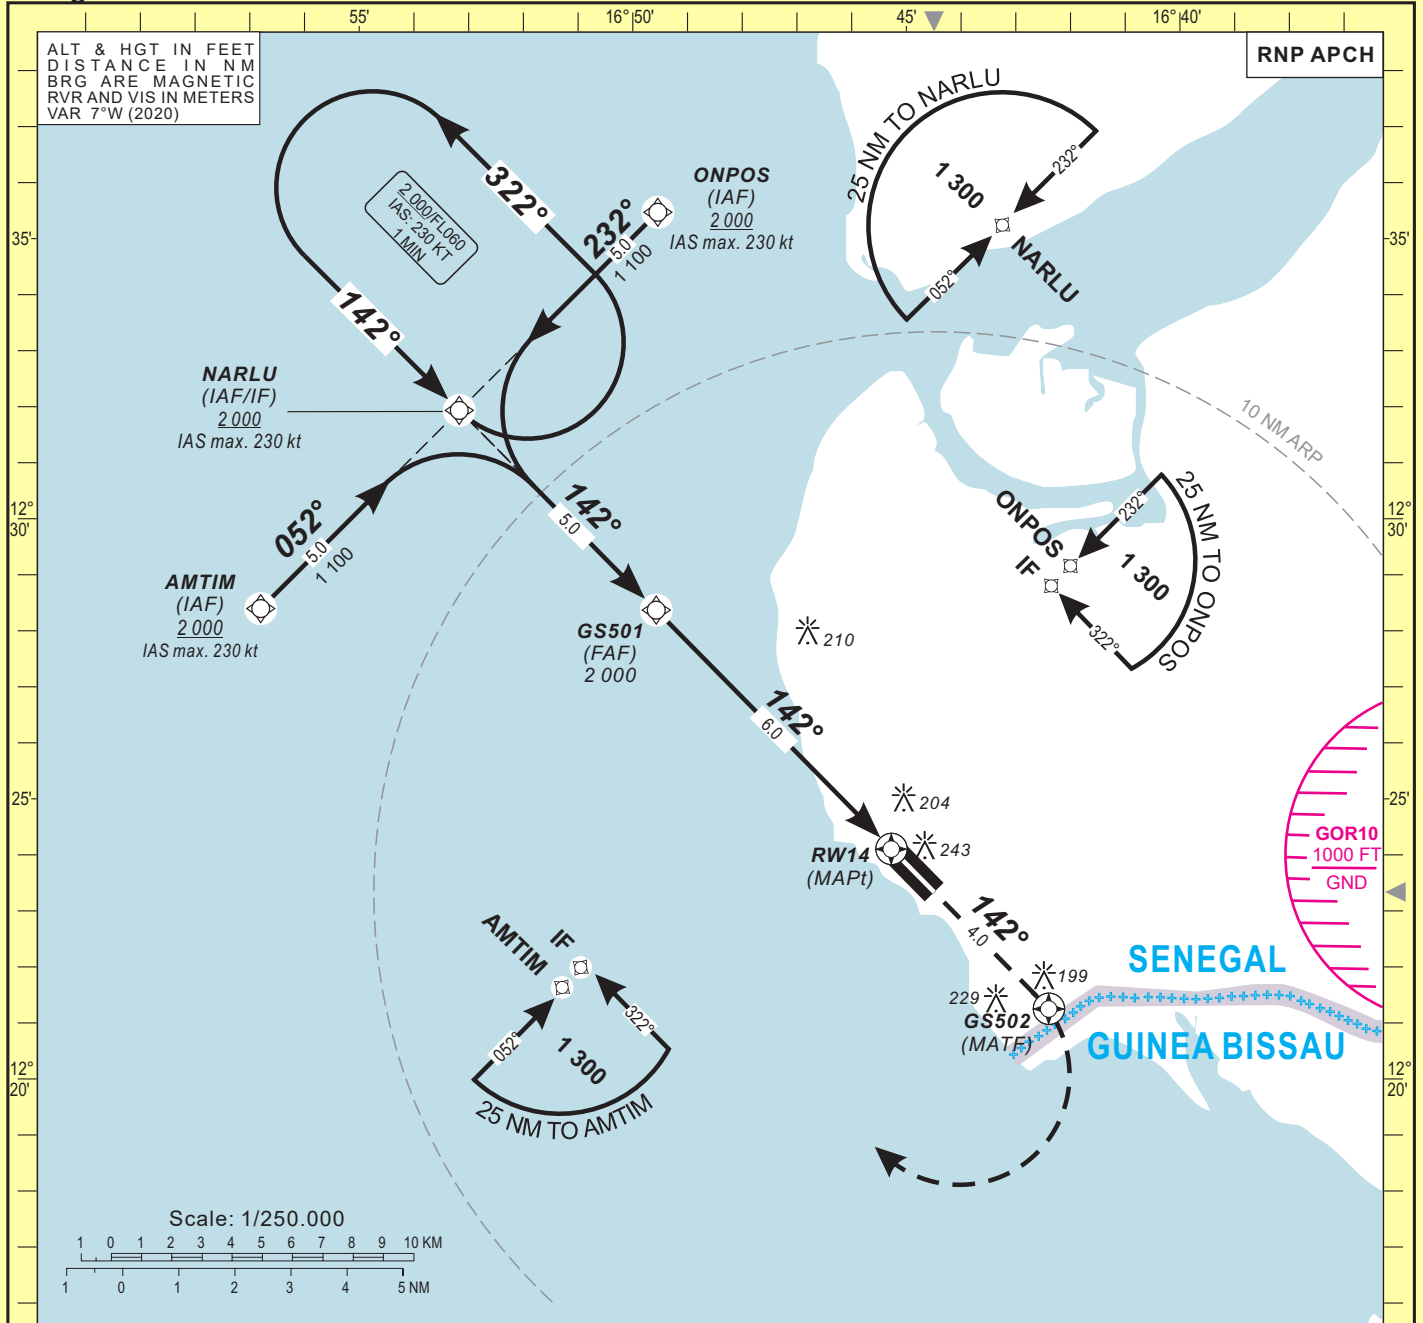 55'
16°50'
45'
16°40'
ALT & HGT IN FEET
DISTANCE IN NM
BRG ARE MAGNETIC
RVR AND VIS IN METERS
VAR 7°W (2020)
RNP APCH
25 NM TO NARLU
1 300
232°
052°
NARLU
322°
2 000/FL060
IAS: 230 KT
1 MIN
142°
ONPOS
(IAF)
2 000
IAS max. 230 kt
232°
5.0
1 100
35'
35'
NARLU
(IAF/IF)
2 000
IAS max. 230 kt
10 NM ARP
052°
5.0
1 100
AMTIM
(IAF)
2 000
IAS max. 230 kt
142°
5.0
GS501
(FAF)
2 000
12°
30'
12°
30'
ONPOS
IF
232°
1 300
322°
25 NM TO ONPOS
210
142°
6.0
25'
25'
204
243
RW14
(MAPt)
GOR10
1000 FT
GND
142°
4.0
AMTIM
IF
052°
322°
1 300
25 NM TO AMTIM
199
229
GS502
(MATF)
SENEGAL
GUINEA BISSAU
12°
20'
12°
20'
Scale: 1/250.000
1 0 1 2 3 4 5 6 7 8 9 10 KM
1 0 1 2 3 4 5 NM